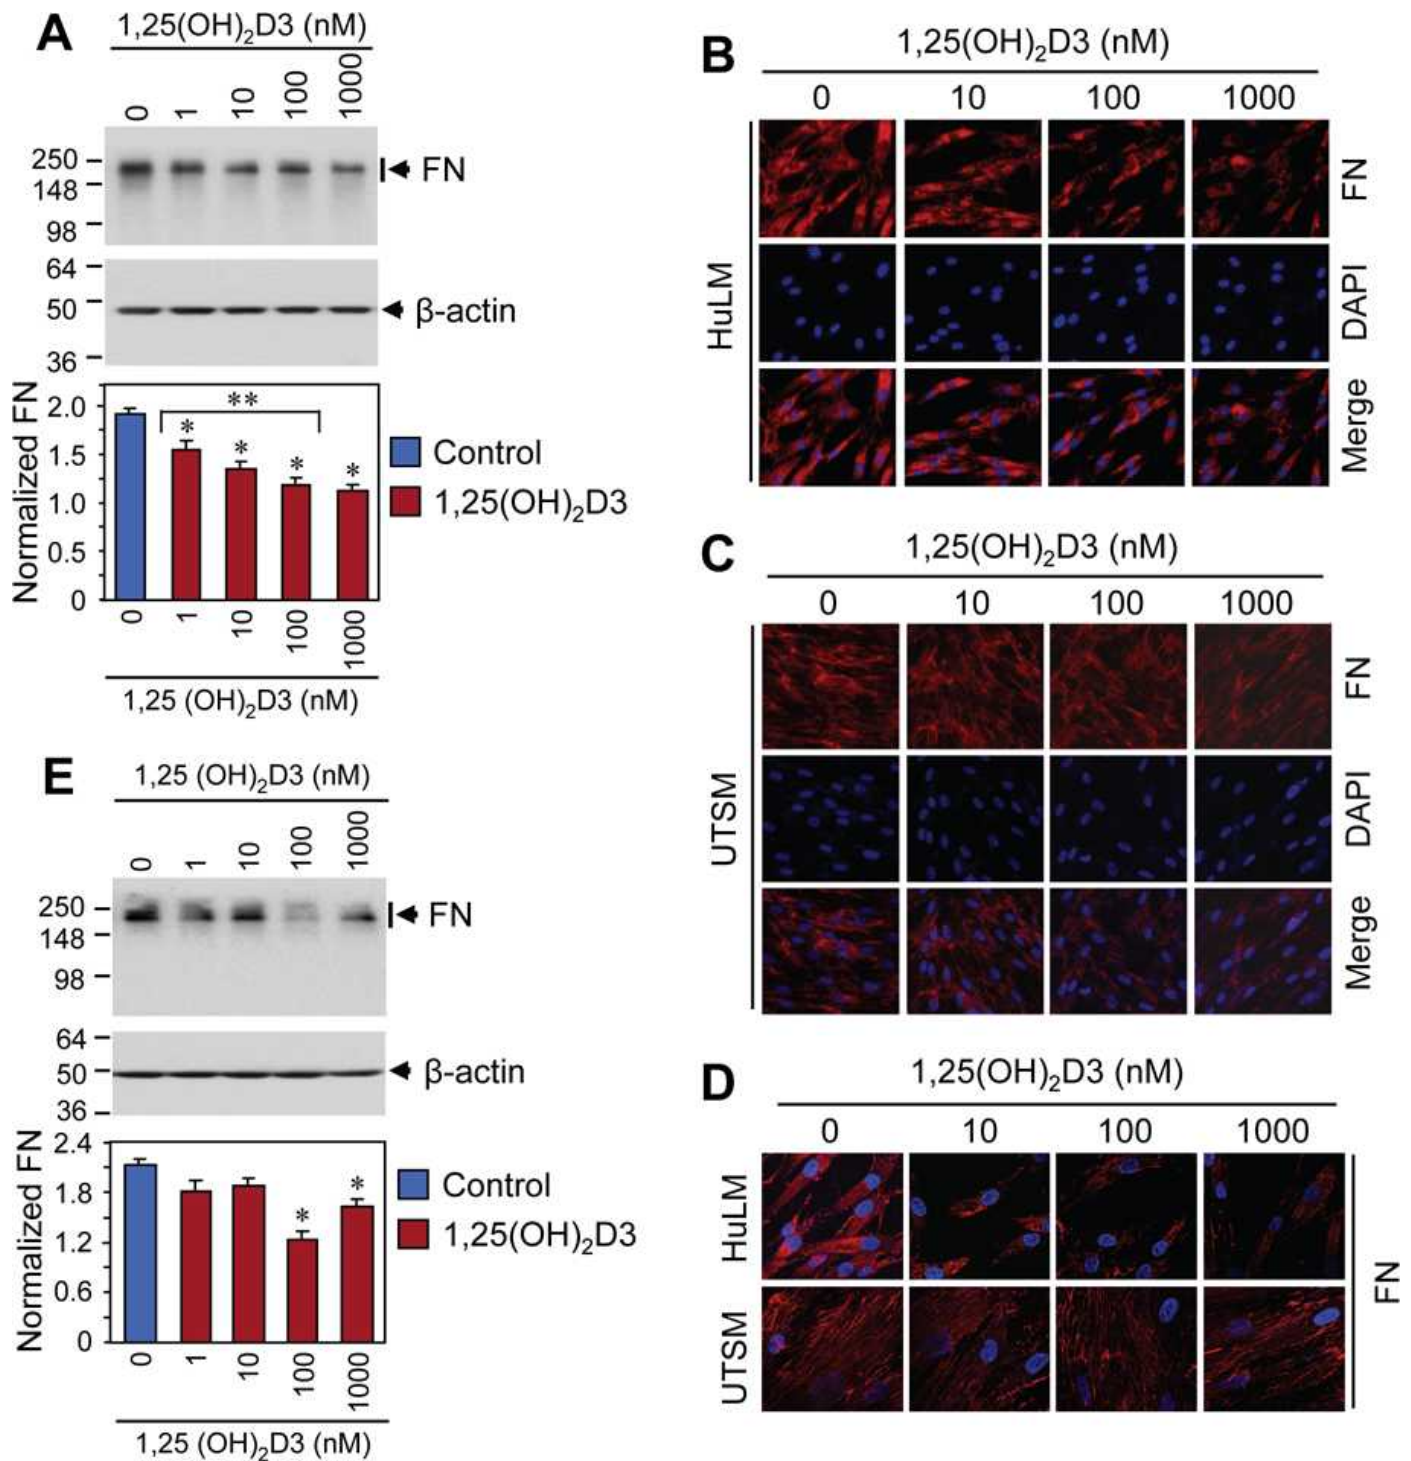 A
1,25(OH)₂D3 (nM)
0 1 10 100 1000
250
148
98
FN
64
50
36
β-actin
Normalized FN
2.0
1.5
1.0
0.5
0
**
* * * *
Control
1,25(OH)₂D3
0 1 10 100 1000
1,25 (OH)₂D3 (nM)
E
1,25 (OH)₂D3 (nM)
0 1 10 100 1000
250
148
98
FN
64
50
36
β-actin
Normalized FN
2.4
1.8
1.2
0.6
0
* *
Control
1,25(OH)₂D3
0 1 10 100 1000
1,25 (OH)₂D3 (nM)
B
1,25(OH)₂D3 (nM)
0 10 100 1000
HuLM
FN
DAPI
Merge
C
1,25(OH)₂D3 (nM)
0 10 100 1000
UTSM
FN
DAPI
Merge
D
1,25(OH)₂D3 (nM)
0 10 100 1000
HuLM
UTSM
FN